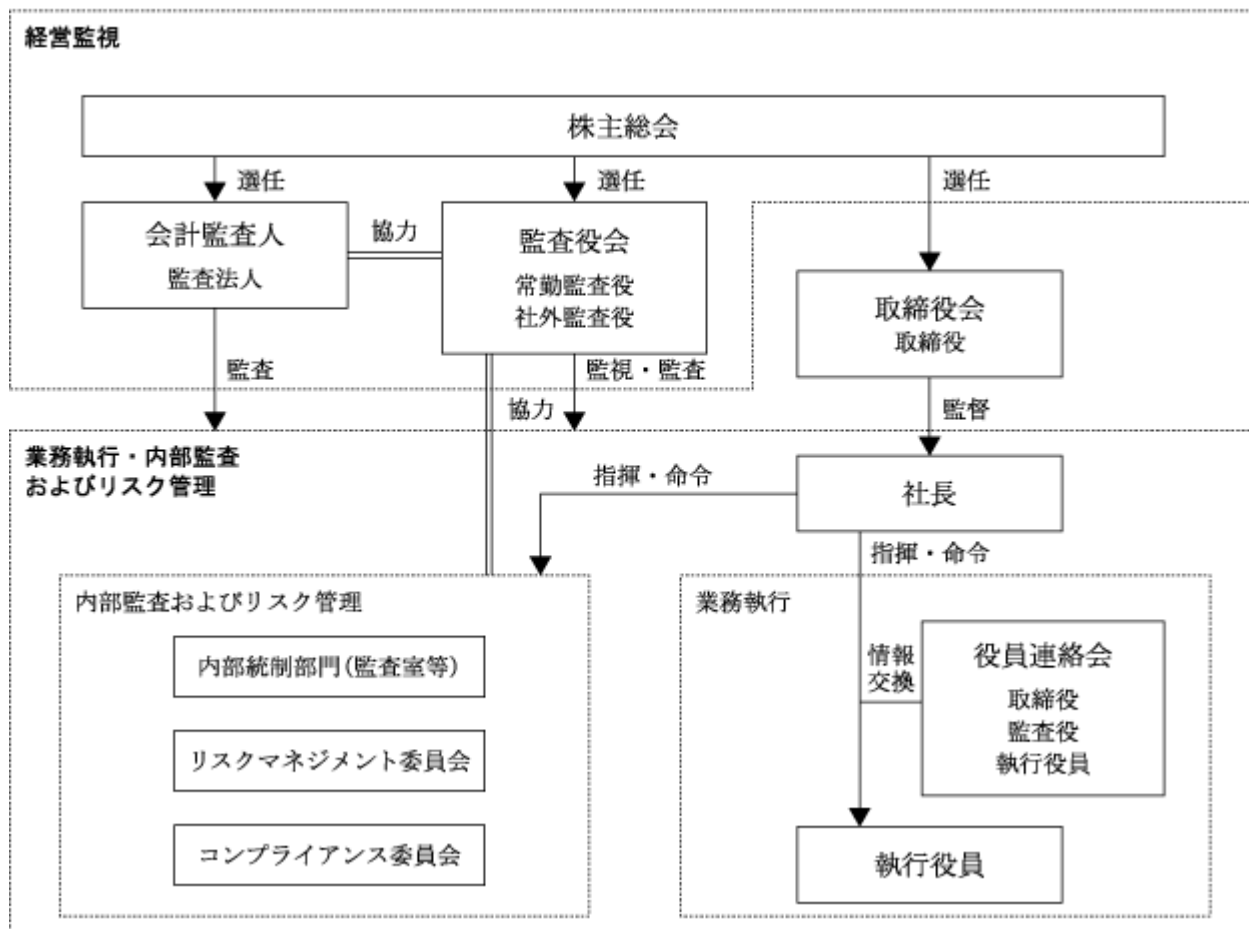 経営監視
株主総会
選任
選任
選任
会計監査人
監査法人
協力
監査役会
常勤監査役
社外監査役
取締役会
取締役
監査
監視・監査
協力
監督
業務執行・内部監査
およびリスク管理
社長
指揮・命令
指揮・命令
内部監査およびリスク管理
内部統制部門(監査室等)
リスクマネジメント委員会
コンプライアンス委員会
業務執行
情報
交換
役員連絡会
取締役
監査役
執行役員
執行役員